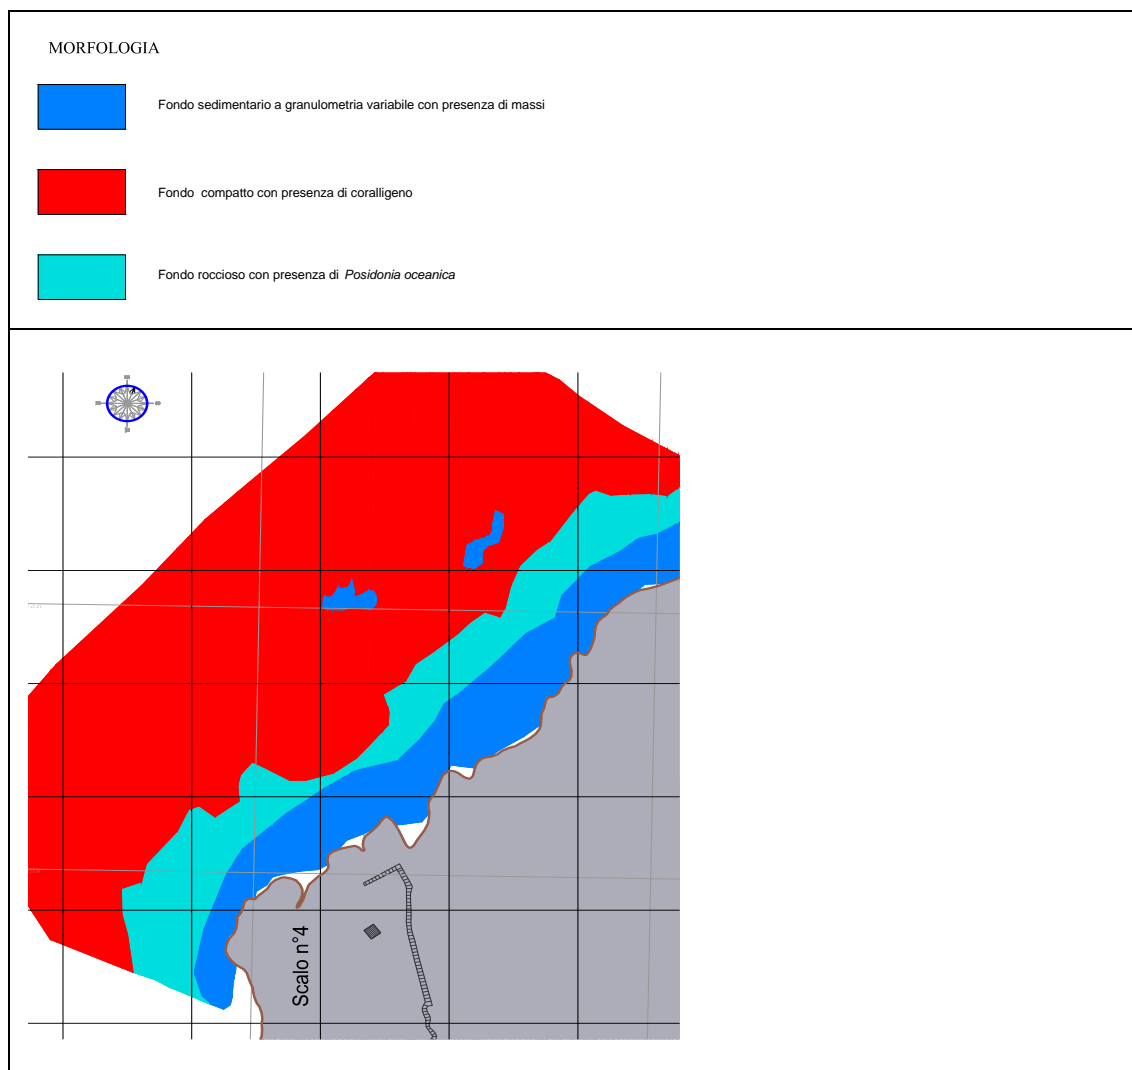 MORFOLOGIA
Fondo sedimentario a granulometria variabile con presenza di massi
Fondo compatto con presenza di coralligeno
Fondo roccioso con presenza di Posidonia oceanica
Scalo n°4